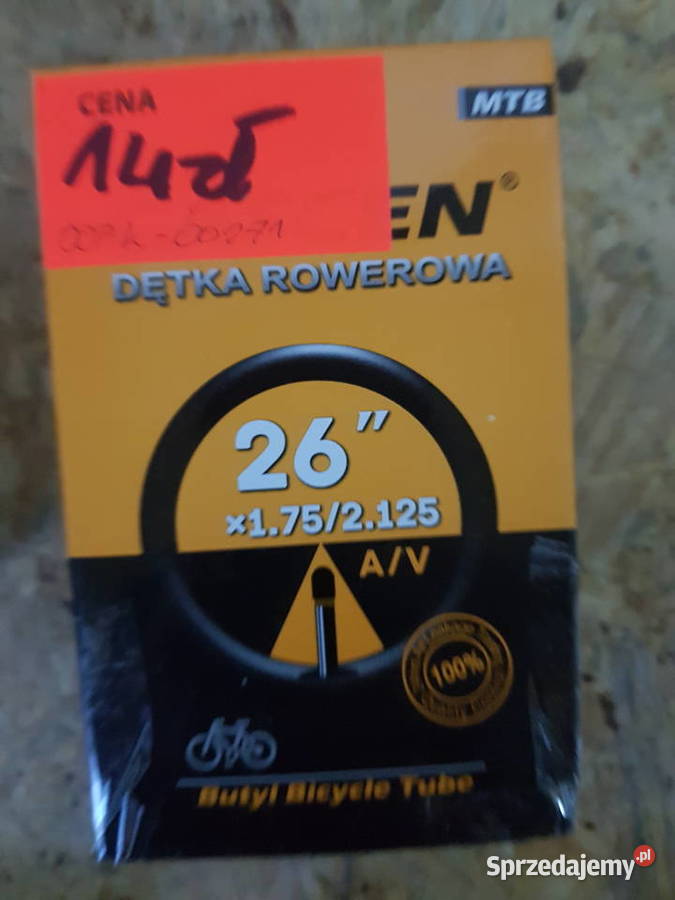 CENA
MTB
14zł
EN®
DĘTKA ROWEROWA
26"
×1.75/2.125
A/V
100%
Butyl Bicycle Tube
Sprzedajemy.pl